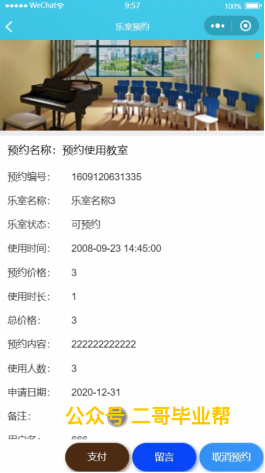 WeChat
9:57
100%
乐室预约
预约名称：预约使用教室
预约编号： 1609120631335
乐室名称： 乐室名称3
乐室状态： 可预约
使用时间： 2008-09-23 14:45:00
预约价格： 3
使用时长： 1
总价格： 3
预约内容： 222222222222
使用人数： 3
申请日期： 2020-12-31
备注：
公众号 二哥毕业帮
666
支付
留言
取消预约